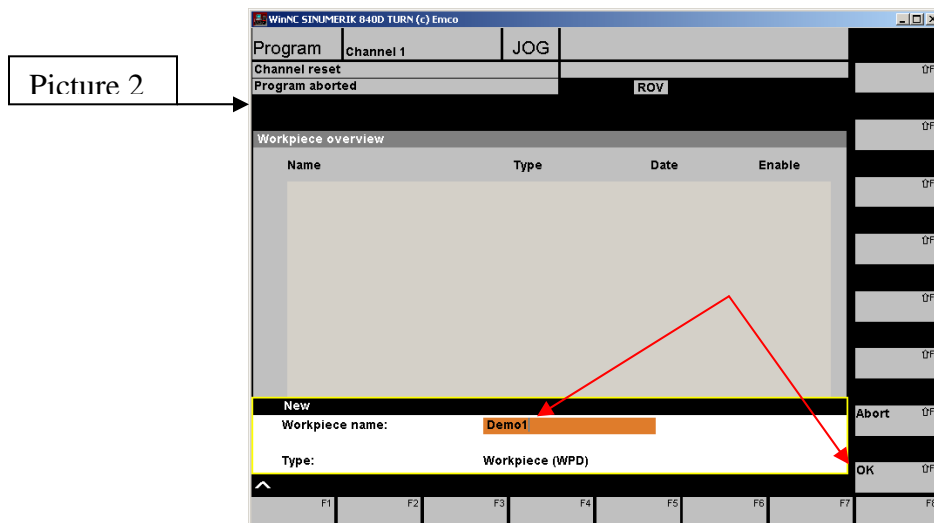 WinNC SINUMERIK 840D TURN (c) Emco
Program Channel 1 JOG
Channel reset
Program aborted ROV
Picture 2
Workpiece overview
Name Type Date Enable
New
Workpiece name: Demo1
Type: Workpiece (WPD)
Abort
OK
F1 F2 F3 F4 F5 F6 F7 F8